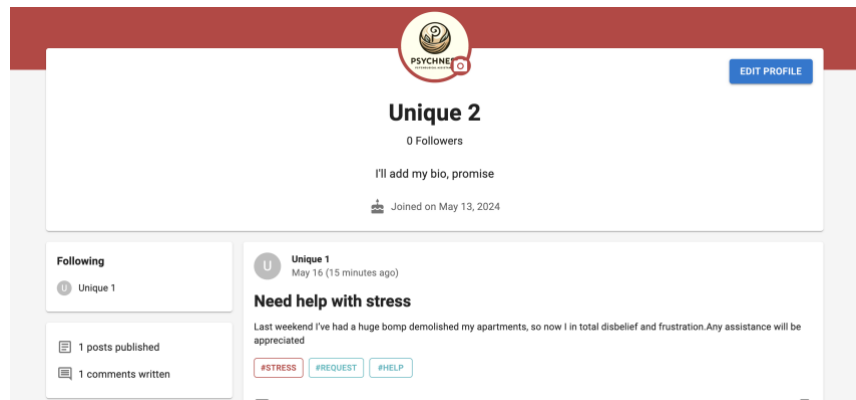 PSYCHNE
EDIT PROFILE
Unique 2
0 Followers
I'll add my bio, promise
Joined on May 13, 2024
Following
U
Unique 1
1 posts published
1 comments written
U
Unique 1
May 16 (15 minutes ago)
Need help with stress
Last weekend I've had a huge bomp demolished my apartments, so now I in total disbelief and frustration.Any assistance will be
appreciated
#STRESS #REQUEST #HELP